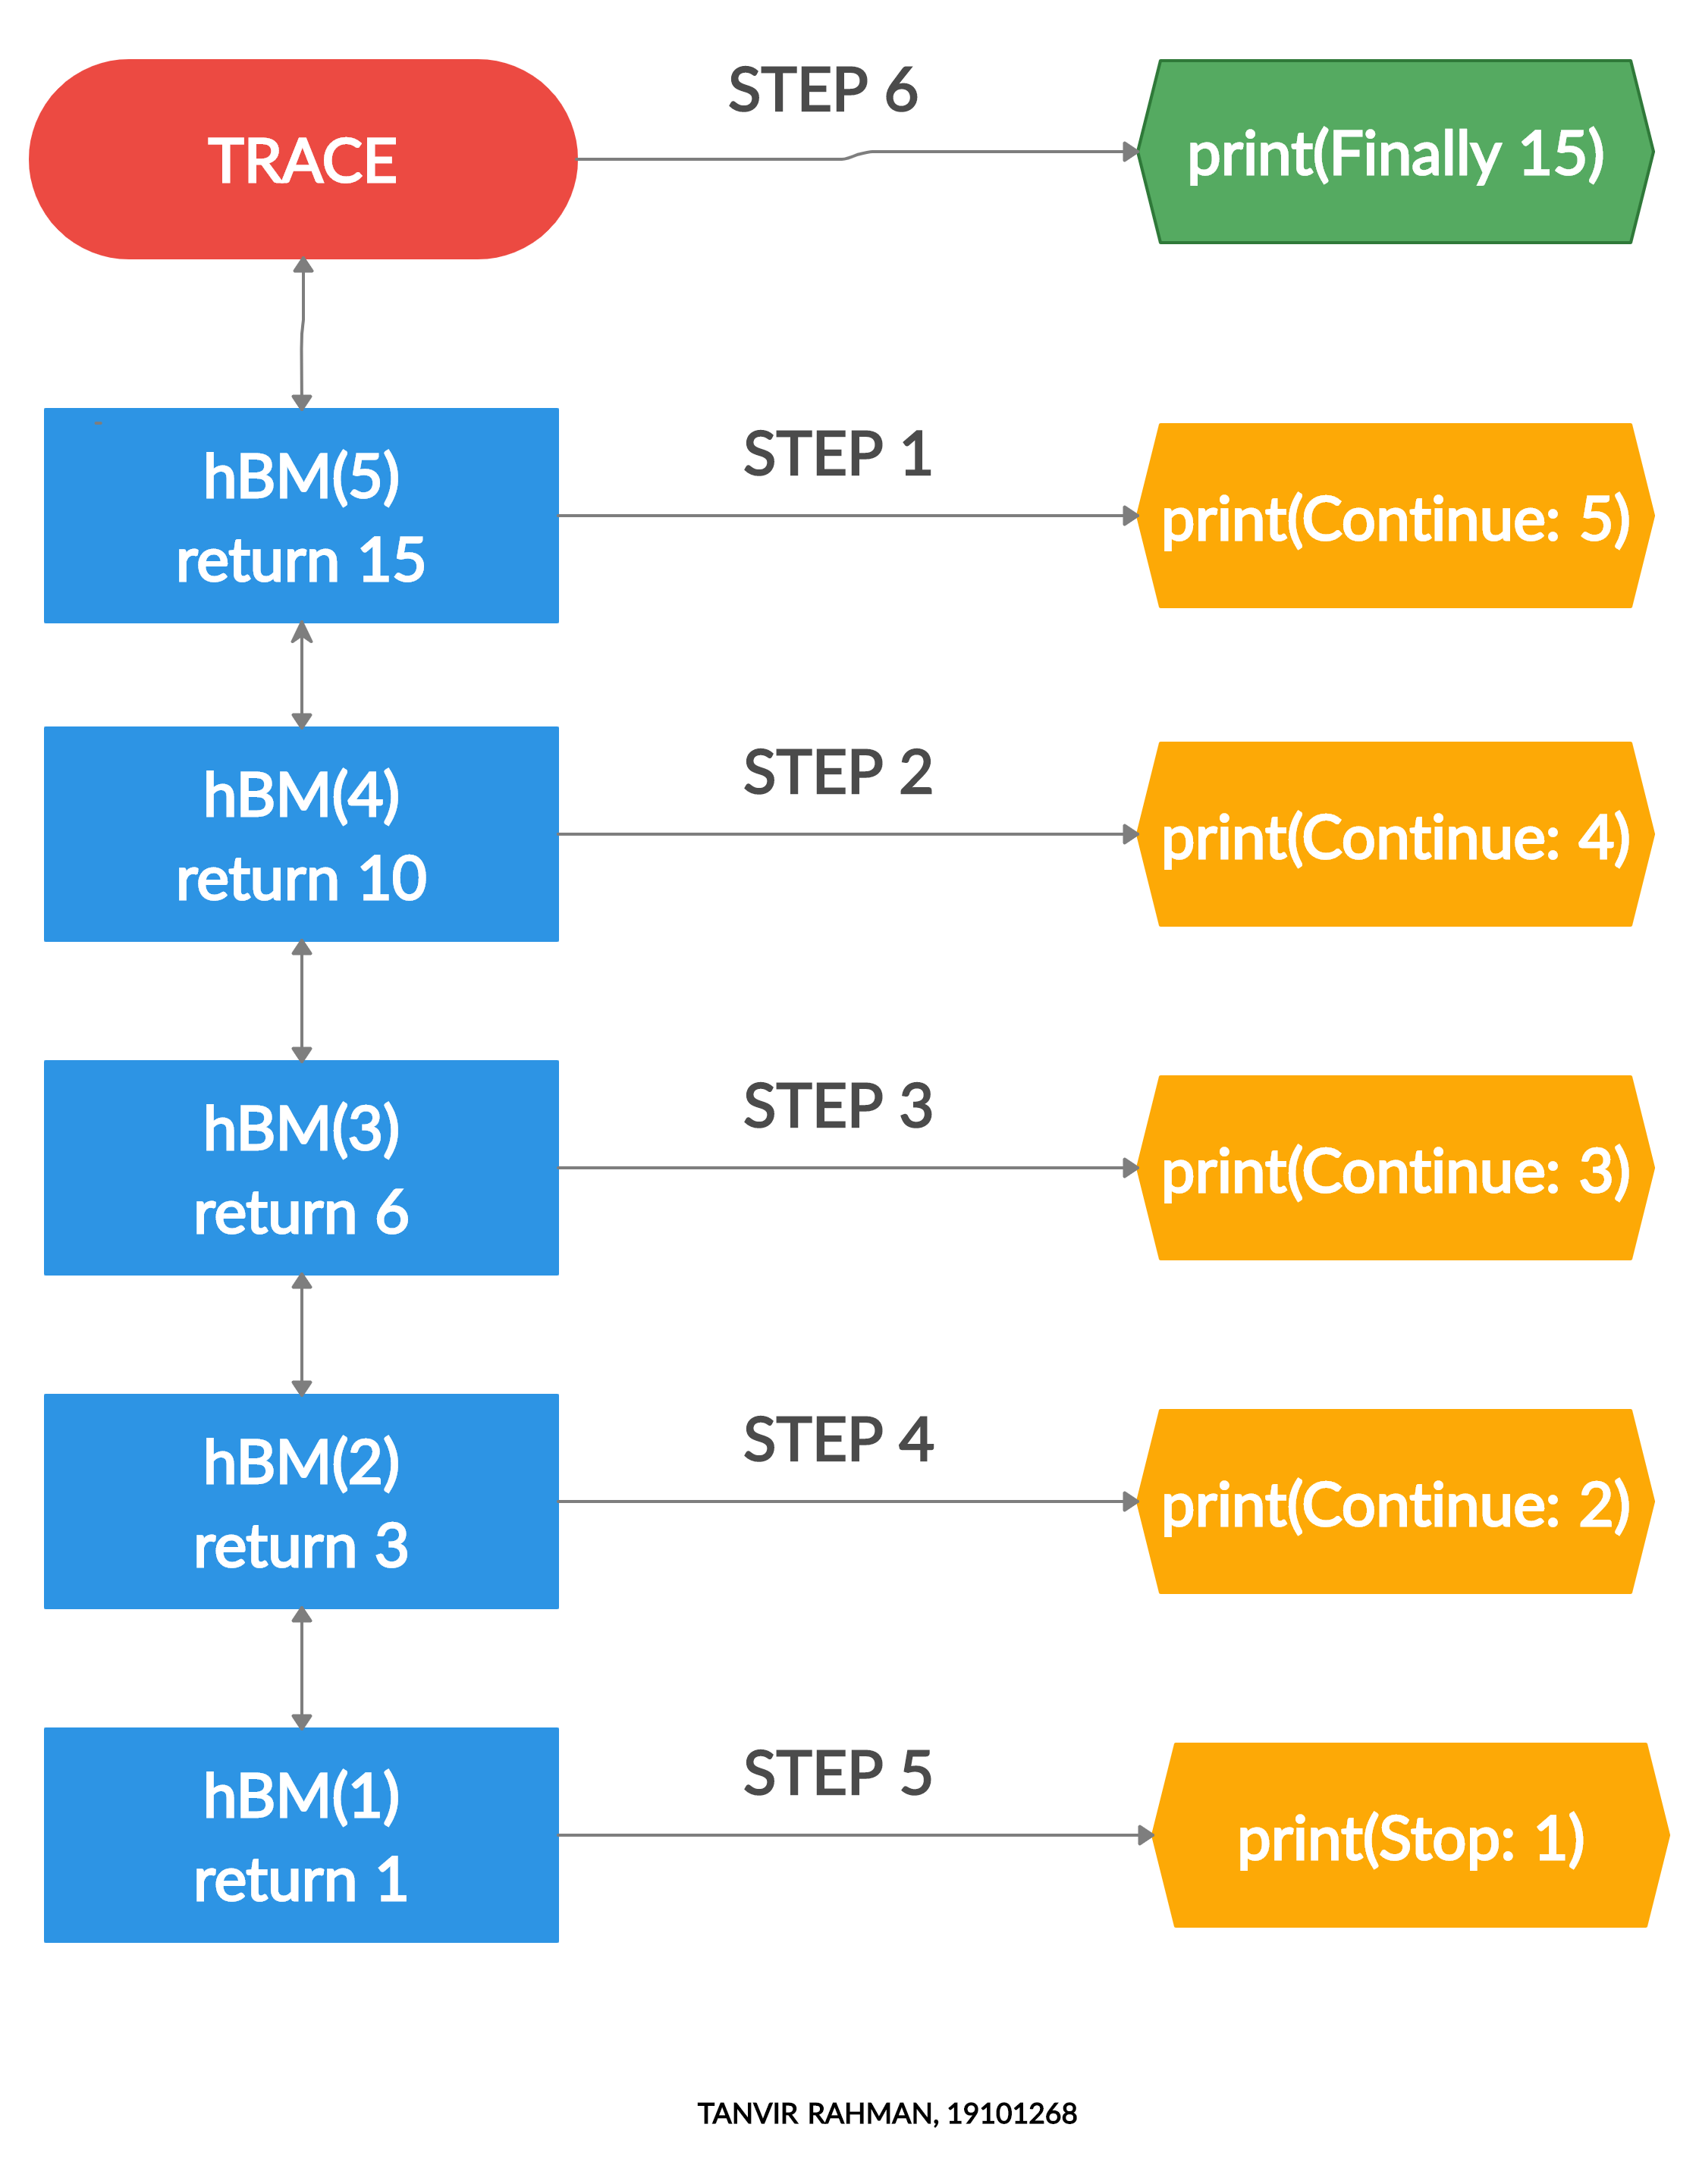 TRACE
STEP 6
print(Finally 15)
hBM(5)
return 15
STEP 1
print(Continue: 5)
hBM(4)
return 10
STEP 2
print(Continue: 4)
hBM(3)
return 6
STEP 3
print(Continue: 3)
hBM(2)
return 3
STEP 4
print(Continue: 2)
hBM(1)
return 1
STEP 5
print(Stop: 1)
TANVIR RAHMAN, 19101268